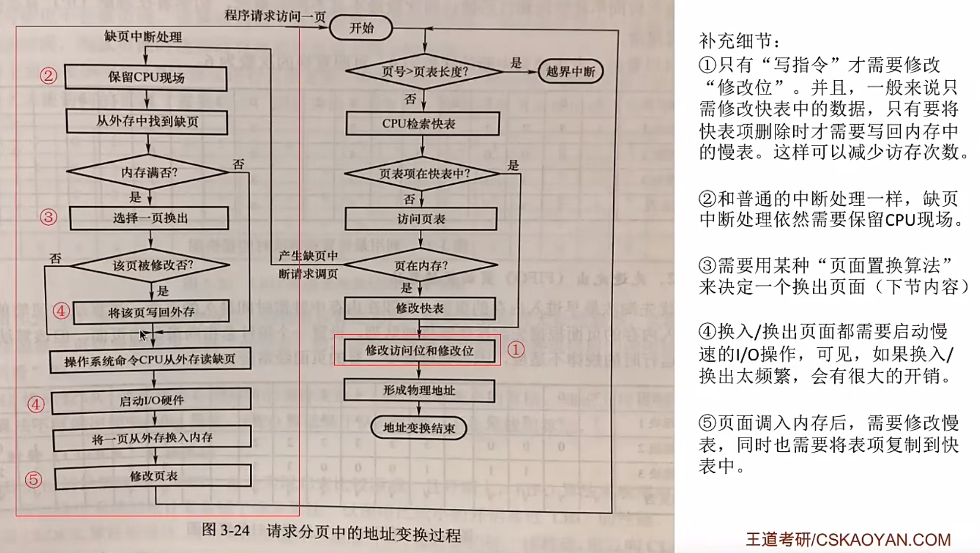 程序请求访问一页
开始
缺页中断处理
②
保留CPU现场
从外存中找到缺页
内存满否?
否
是
③
选择一页换出
该页被修改否?
否
是
④
将该页写回外存
操作系统命令CPU从外存读缺页
④
启动I/O硬件
将一页从外存换入内存
⑤
修改页表
页号>页表长度?
是
越界中断
否
CPU检索快表
页表项在快表中?
是
否
访问页表
产生缺页中
断请求调页
否
页在内存?
是
修改快表
修改访问位和修改位
①
形成物理地址
地址变换结束
图 3-24 请求分页中的地址变换过程
补充细节：
①只有“写指令”才需要修改
“修改位”。并且，一般来说只
需修改快表中的数据，只有要将
快表项删除时才需要写回内存中
的慢表。这样可以减少访存次数。
②和普通的中断处理一样，缺页
中断处理依然需要保留CPU现场。
③需要用某种“页面置换算法”
来决定一个换出页面（下节内容）
④换入/换出页面都需要启动慢
速的I/O操作，可见，如果换入/
换出太频繁，会有很大的开销。
⑤页面调入内存后，需要修改慢
表，同时也需要将表项复制到快
表中。
王道考研/CSKAOYAN.COM